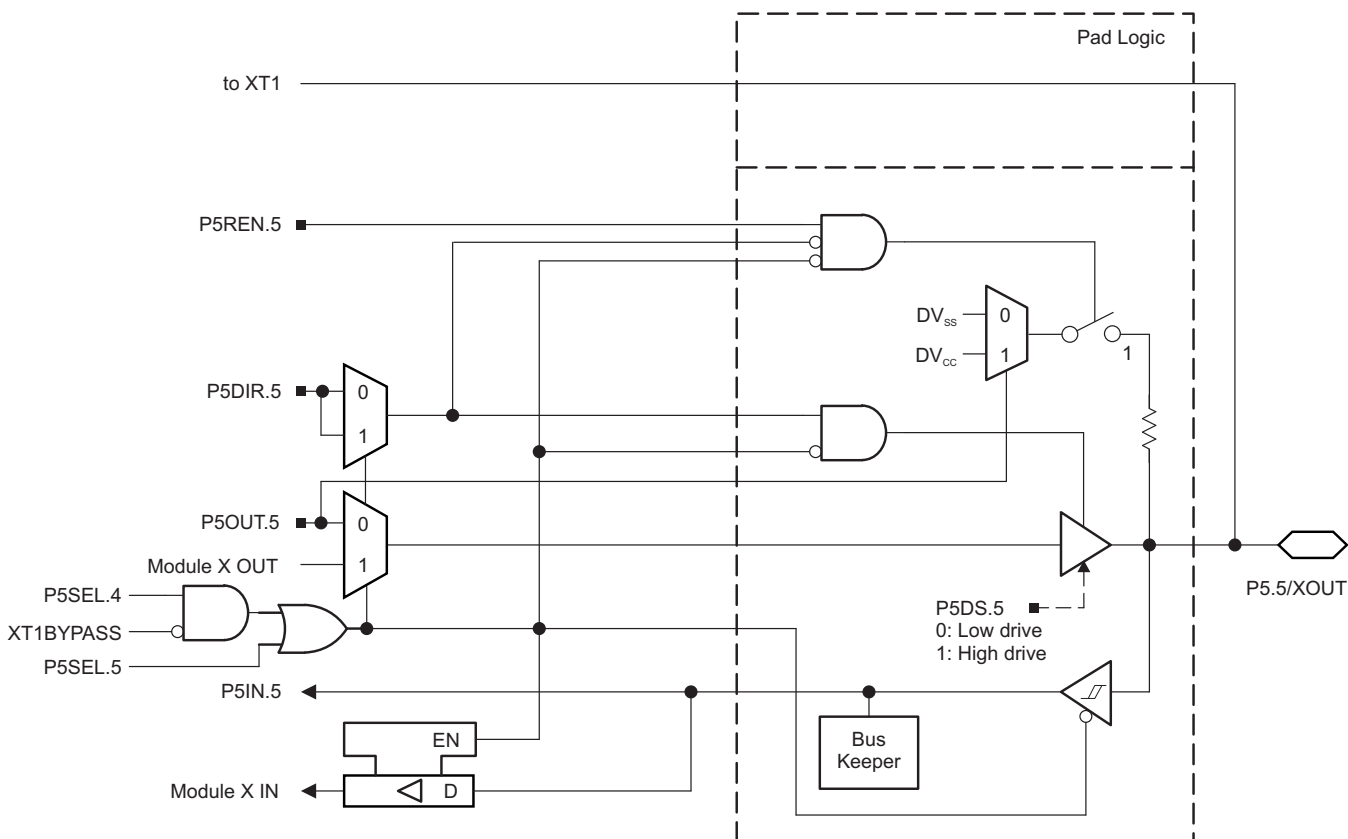 Pad Logic
to XT1
P5REN.5
DVSS
0
DVCC
1
1
P5DIR.5
0
1
P5OUT.5
0
Module X OUT
1
P5SEL.4
XT1BYPASS
P5SEL.5
P5.5/XOUT
P5DS.5
0: Low drive
1: High drive
P5IN.5
EN
Bus
Keeper
Module X IN
D